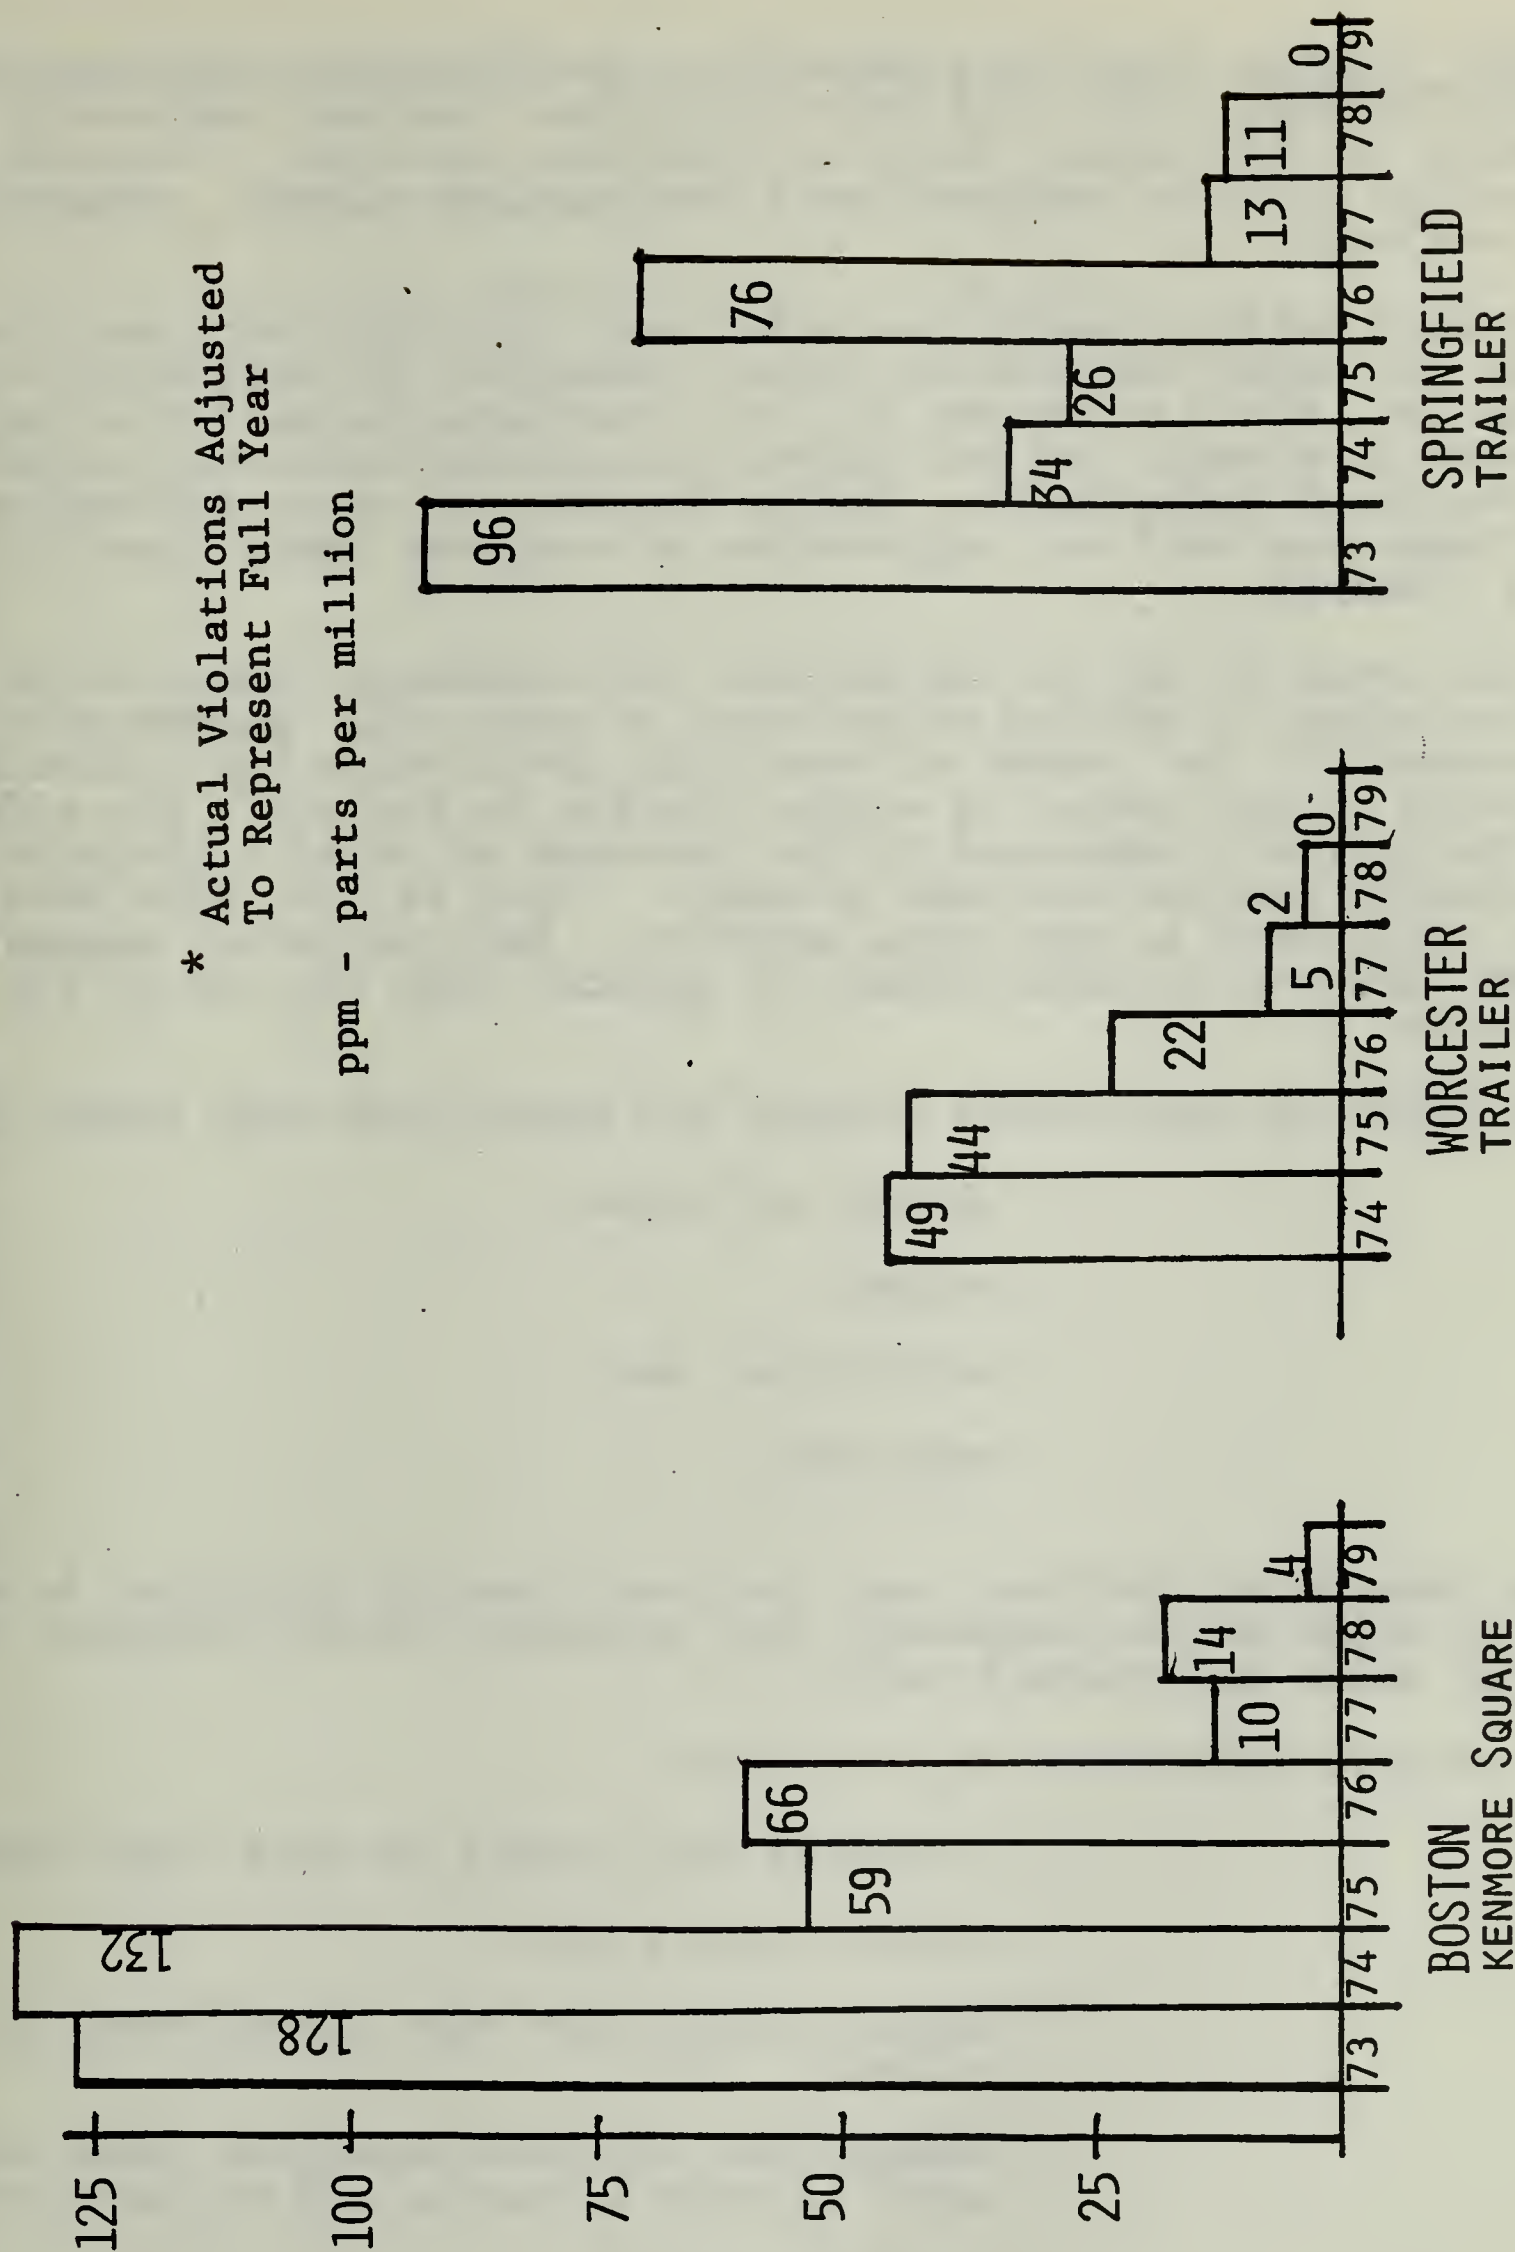 * Actual Violations Adjusted
To Represent Full Year
ppm - parts per million
125
100
75
50
25
128
132
59
66
10
14
4
73 74 75 76 77 78 79
BOSTON
KENMORE SQUARE
49
44
22
5
2
0
74 75 76 77 78 79
WORCESTER
TRAILER
96
34
26
76
13
11
0
73 74 75 76 77 78 79
SPRINGFIELD
TRAILER